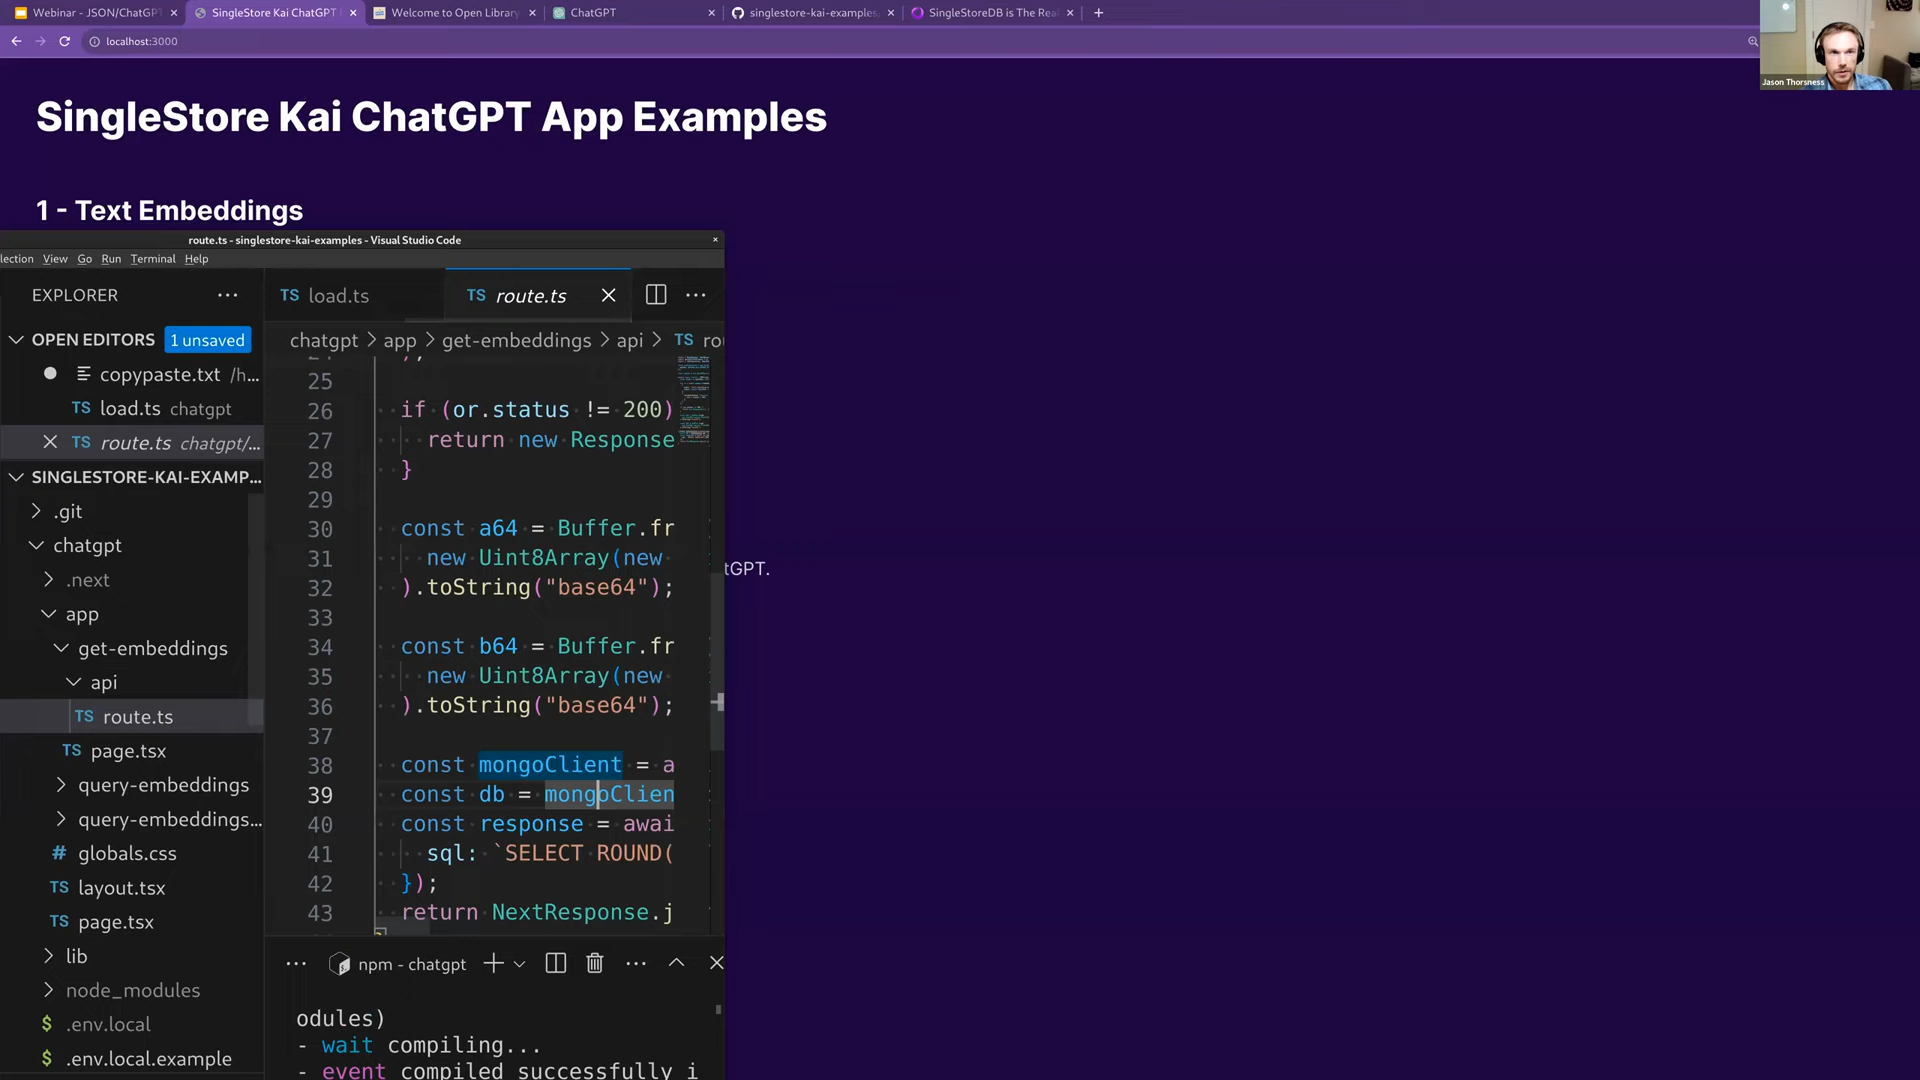 Webinar - JSON/ChatGPT
SingleStore Kai ChatGPT
Welcome to Open Library
ChatGPT
singlestore-kai-examples
SingleStoreDB is The Rea
localhost:3000
Jason Thorsness
SingleStore Kai ChatGPT App Examples
1 - Text Embeddings
route.ts - singlestore-kai-examples - Visual Studio Code
lection View Go Run Terminal Help
EXPLORER
OPEN EDITORS 1 unsaved
copypaste.txt /h...
TS load.ts chatgpt
TS route.ts chatgpt/...
SINGLESTORE-KAI-EXAMP...
.git
chatgpt
.next
app
get-embeddings
api
TS route.ts
TS page.tsx
query-embeddings
query-embeddings...
# globals.css
TS layout.tsx
TS page.tsx
lib
node_modules
$ .env.local
$ .env.local.example
TS load.ts
TS route.ts
chatgpt > app > get-embeddings > api > TS rou
25
26 if (or.status != 200)
27 return new Response
28 }
29
30 const a64 = Buffer.fr
31 new Uint8Array(new
32 ).toString("base64");
33
34 const b64 = Buffer.fr
35 new Uint8Array(new
36 ).toString("base64");
37
38 const mongoClient = a
39 const db = mongoClien
40 const response = awai
41 sql: `SELECT ROUND(
42 });
43 return NextResponse.j
tGPT.
npm - chatgpt
odules)
- wait compiling...
- event compiled successfully i